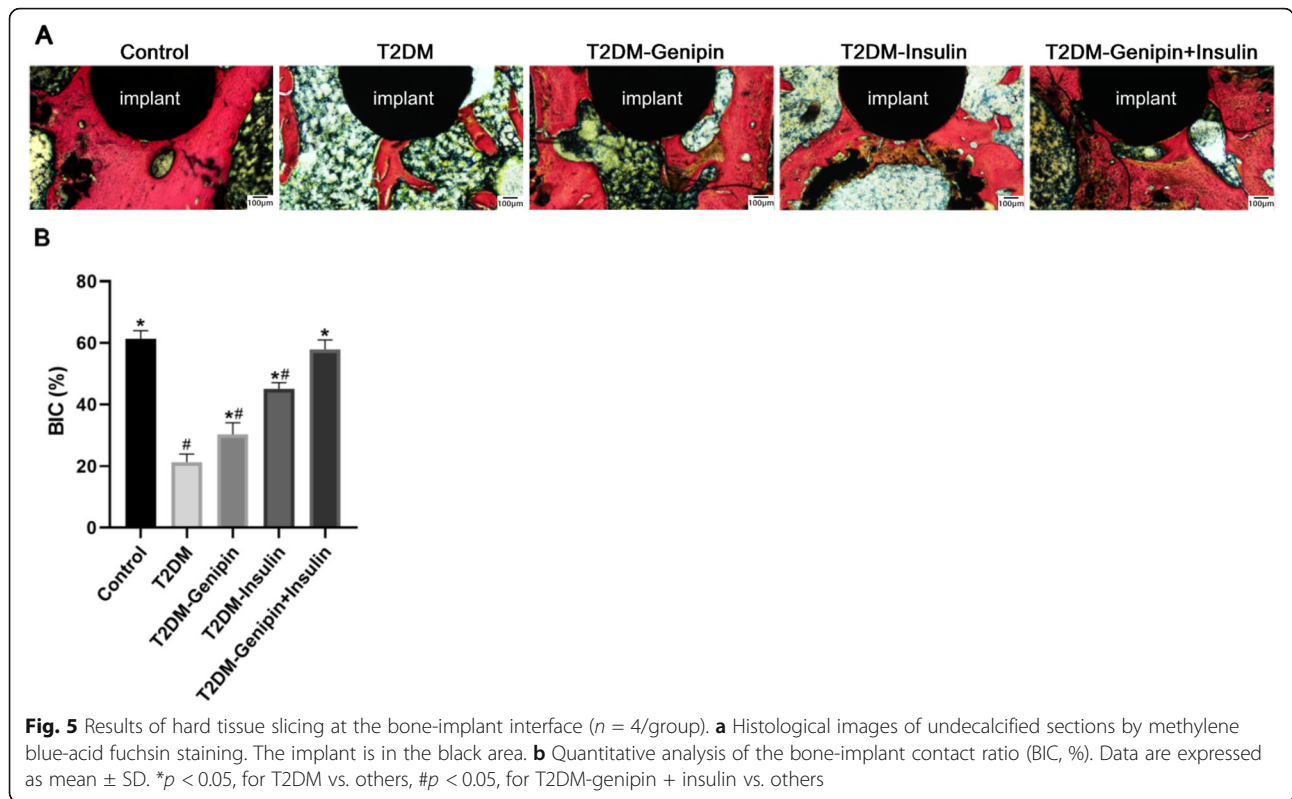 A
Control T2DM T2DM-Genipin T2DM-Insulin T2DM-Genipin+Insulin
implant implant implant implant implant
100μm 100μm 100μm 100μm 100μm
B
80
60
40
20
0
BIC (%)
* # *# *# *
Control T2DM T2DM-Genipin T2DM-Insulin T2DM-Genipin+Insulin
Fig. 5 Results of hard tissue slicing at the bone-implant interface (n = 4/group). a Histological images of undecalcified sections by methylene
blue-acid fuchsin staining. The implant is in the black area. b Quantitative analysis of the bone-implant contact ratio (BIC, %). Data are expressed
as mean ± SD. *p < 0.05, for T2DM vs. others, #p < 0.05, for T2DM-genipin + insulin vs. others